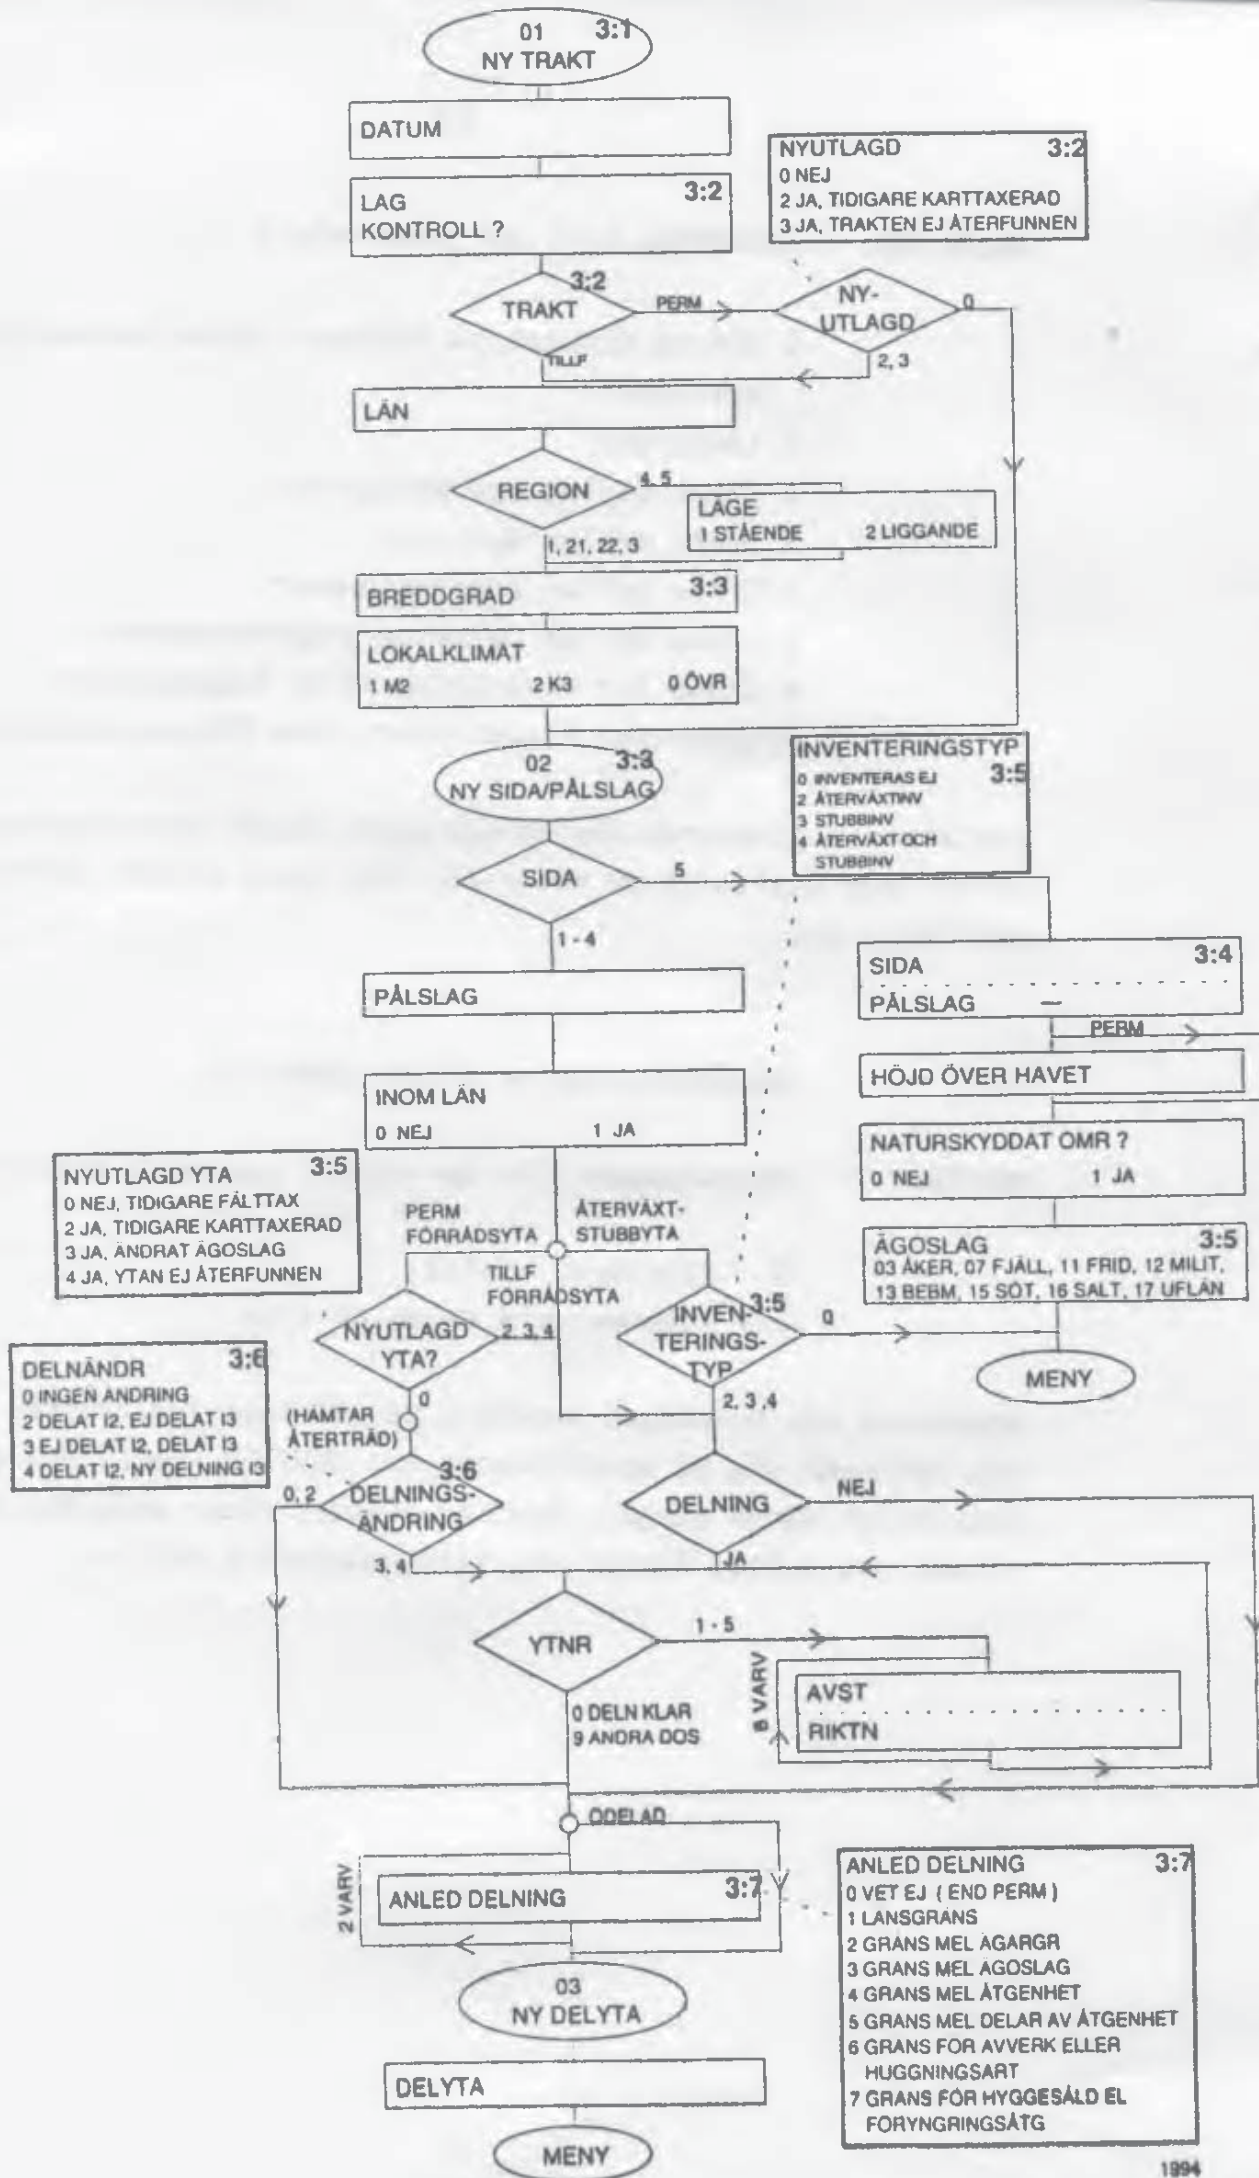 01 3:1
NY TRAKT
DATUM
LAG 3:2
KONTROLL ?
NYUTLAGD 3:2
0 NEJ
2 JA, TIDIGARE KARTTAXERAD
3 JA, TRAKTEN EJ ÅTERFUNNEN
3:2
TRAKT
PERM
NY-
UTLAGD
0
TILLF
2, 3
LÄN
REGION
4, 5
LÄGE
1 STÅENDE 2 LIGGANDE
1, 21, 22, 3
BREDDGRAD 3:3
LOKALKLIMAT
1 M2 2 K3 0 ÖVR
02 3:3
NY SIDA/PÅLSLAG
INVENTERINGSTYP
0 INVENTERAS EJ 3:5
2 ÅTERVÄXTINV
3 STUBBINV
4 ÅTERVÄXT OCH
STUBBINV
SIDA
5
1 - 4
PÅLSLAG
SIDA 3:4
PÅLSLAG —
PERM
HÖJD ÖVER HAVET
INOM LÄN
0 NEJ 1 JA
NATURSKYDDAT OMR ?
0 NEJ 1 JA
NYUTLAGD YTA 3:5
0 NEJ, TIDIGARE FÄLTTAX
2 JA, TIDIGARE KARTTAXERAD
3 JA, ÄNDRAT ÄGOSLAG
4 JA, YTAN EJ ÅTERFUNNEN
PERM
FÖRRÅDSYTA
ÅTERVÄXT-
STUBBYTA
TILLF
FÖRRÅDSYTA
ÄGOSLAG 3:5
03 ÅKER, 07 FJÄLL, 11 FRID, 12 MILIT,
13 BEBM, 15 SÖT, 16 SALT, 17 UFLÄN
NYUTLAGD
YTA?
2, 3, 4
0
3:5
INVEN-
TERINGS-
TYP
0
2, 3 ,4
MENY
DELNÄNDR 3:6
0 INGEN ANDRING
2 DELAT I2, EJ DELAT I3
3 EJ DELAT I2, DELAT I3
4 DELAT I2, NY DELNING I3
(HÄMTAR
ÅTERTRÄD)
3:6
DELNINGS-
ÄNDRING
0, 2
3, 4
DELNING
NEJ
JA
YTNR
1 - 5
0 DELN KLAR
9 ANDRA DOS
8 VARV
AVST
RIKTN
ODELAD
2 VARV
ANLED DELNING 3:7
ANLED DELNING 3:7
0 VET EJ ( END PERM )
1 LANSGRANS
2 GRANS MEL ÄGARGR
3 GRANS MEL ÄGOSLAG
4 GRANS MEL ÅTGENHET
5 GRANS MEL DELAR AV ÅTGENHET
6 GRANS FOR AVVERK ELLER
HUGGNINGSART
7 GRANS FÖR HYGGESÅLD EL
FORYNGRINGSÅTG
03
NY DELYTA
DELYTA
MENY
1994